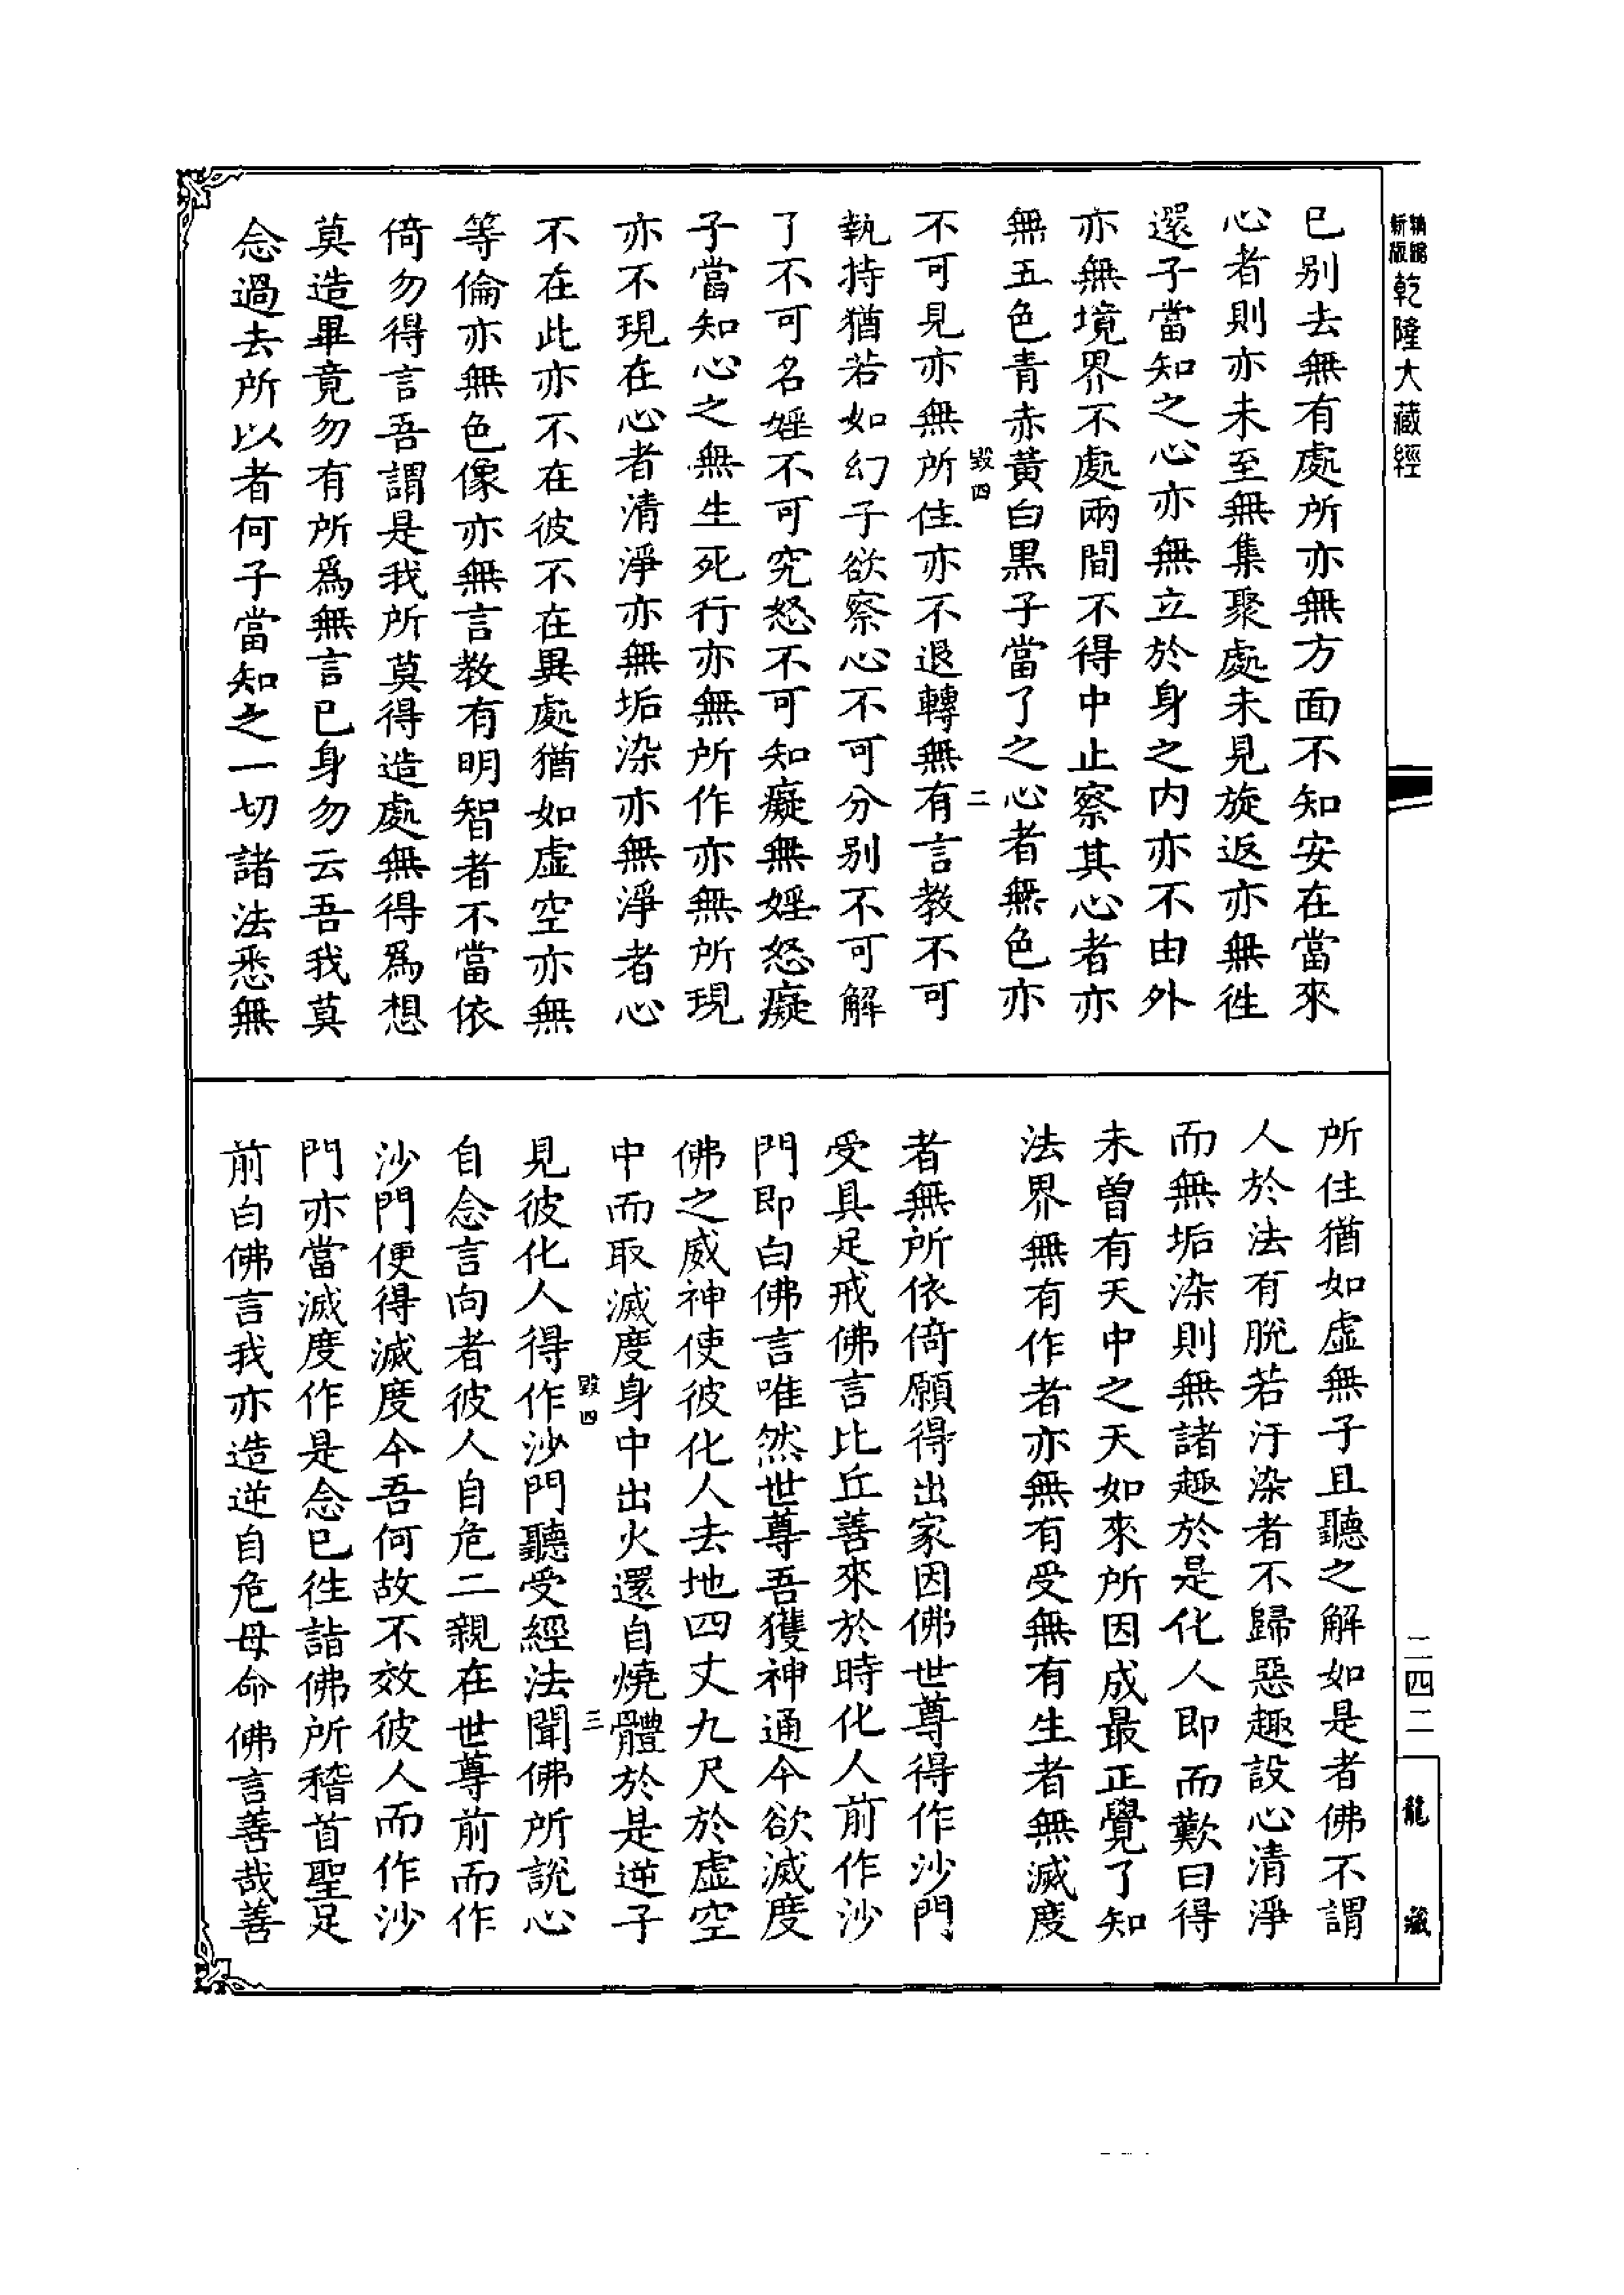 新版
精縮
乾隆大藏經
已别去無有處所亦無方面不知安在當來
心者則亦未至無集聚處未見旋返亦無徃
還子當知之心亦無立於身之内亦不由外
亦無境界不處兩間不得中止察其心者亦
無五色青赤黃白黒子當了之心者無色亦
毀四
二
不可見亦無所住亦不退轉無有言教不可
執持猶若如幻子欲察心不可分别不可解
了不可名婬不可究怒不可知癡無婬怒癡
子當知心之無生死行亦無所作亦無所現
亦不現在心者清淨亦無垢染亦無淨者心
不在此亦不在彼不在異處猶如虚空亦無
等倫亦無色像亦無言教有明智者不當依
倚勿得言吾謂是我所莫得造處無得爲想
莫造畢竟勿有所爲無言已身勿云吾我莫
念過去所以者何子當知之一切諸法悉無
所住猶如虚無子且聽之解如是者佛不謂
人於法有脫若汙染者不歸惡趣設心清淨
而無垢染則無諸趣於是化人即而歎曰得
未曾有天中之天如來所因成最正覺了知
法界無有作者亦無有受無有生者無滅度
者無所依倚願得出家因佛世尊得作沙門
受具足戒佛言比丘善來於時化人前作沙
門即白佛言唯然世尊吾獲神通今欲滅度
佛之威神使彼化人去地四丈九尺於虚空
中而取滅度身中出火還自燒體於是逆子
毀四
三
見彼化人得作沙門聽受經法聞佛所說心
自念言向者彼人自危二親在世尊前而作
沙門便得滅度今吾何故不效彼人而作沙
門亦當滅度作是念已徃詣佛所稽首聖足
前白佛言我亦造逆自危母命佛言善哉善
二四二
龍藏